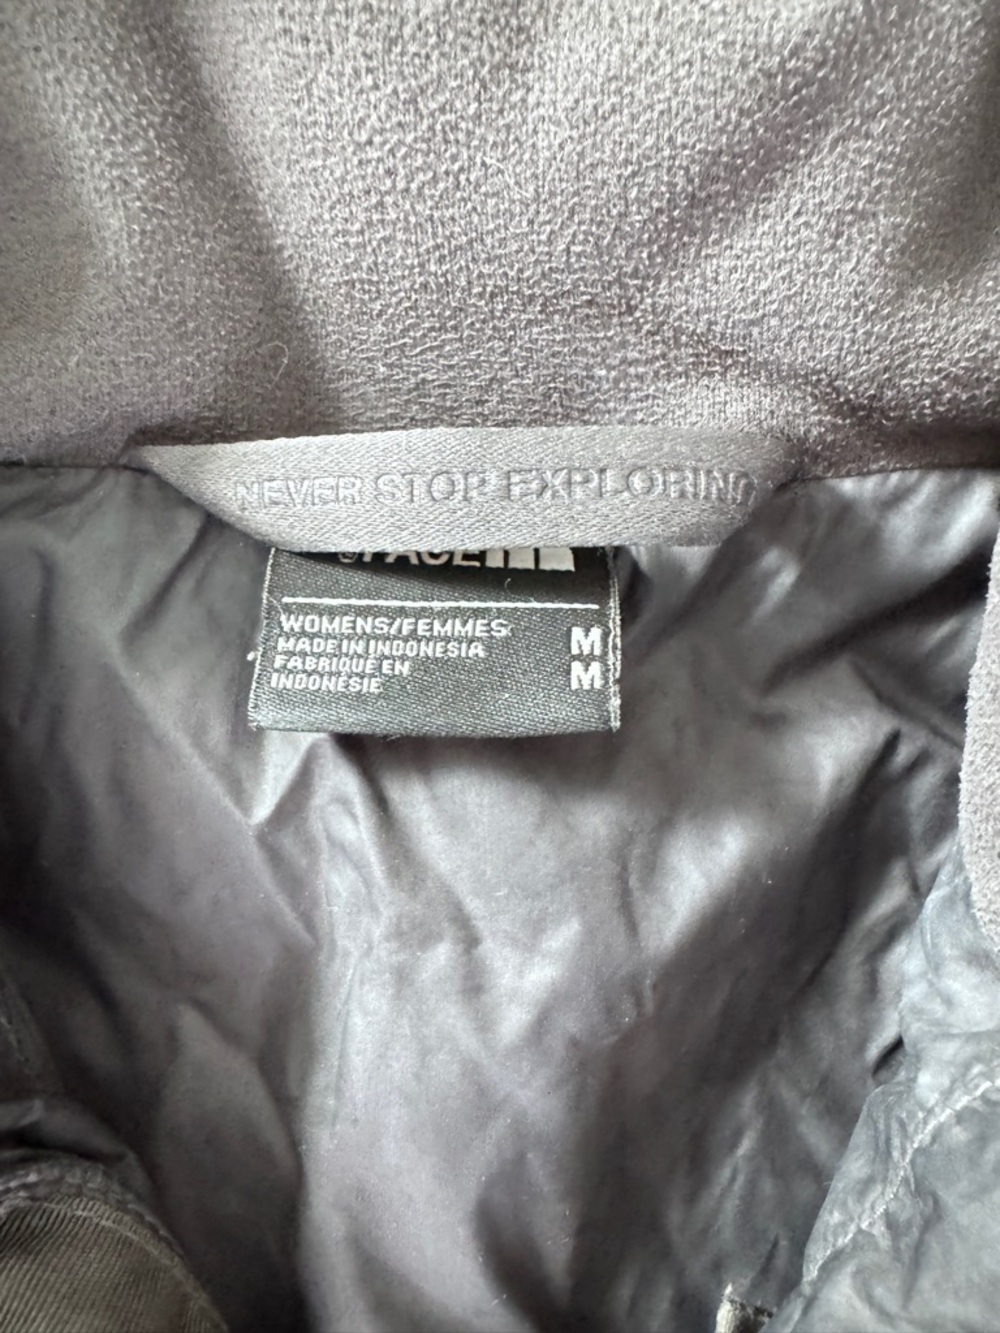 NEVER STOP EXPLORING
FACE
WOMENS/FEMMES M
MADE IN INDONESIA
FABRIQUÉ EN M
INDONÉSIE